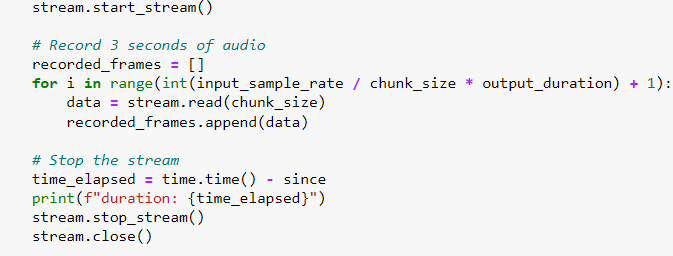 stream.start_stream()

# Record 3 seconds of audio
recorded_frames = []
for i in range(int(input_sample_rate / chunk_size * output_duration) + 1):
    data = stream.read(chunk_size)
    recorded_frames.append(data)

# Stop the stream
time_elapsed = time.time() - since
print(f"duration: {time_elapsed}")
stream.stop_stream()
stream.close()